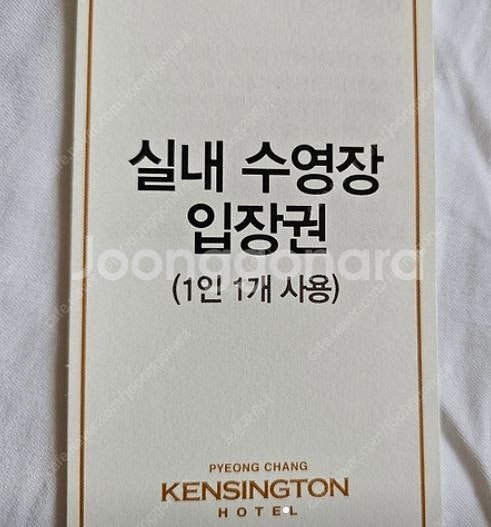 실내 수영장
입장권
Joonggonara
(1인 1개 사용)
PYEONG CHANG
KENSINGTON
HOTEL